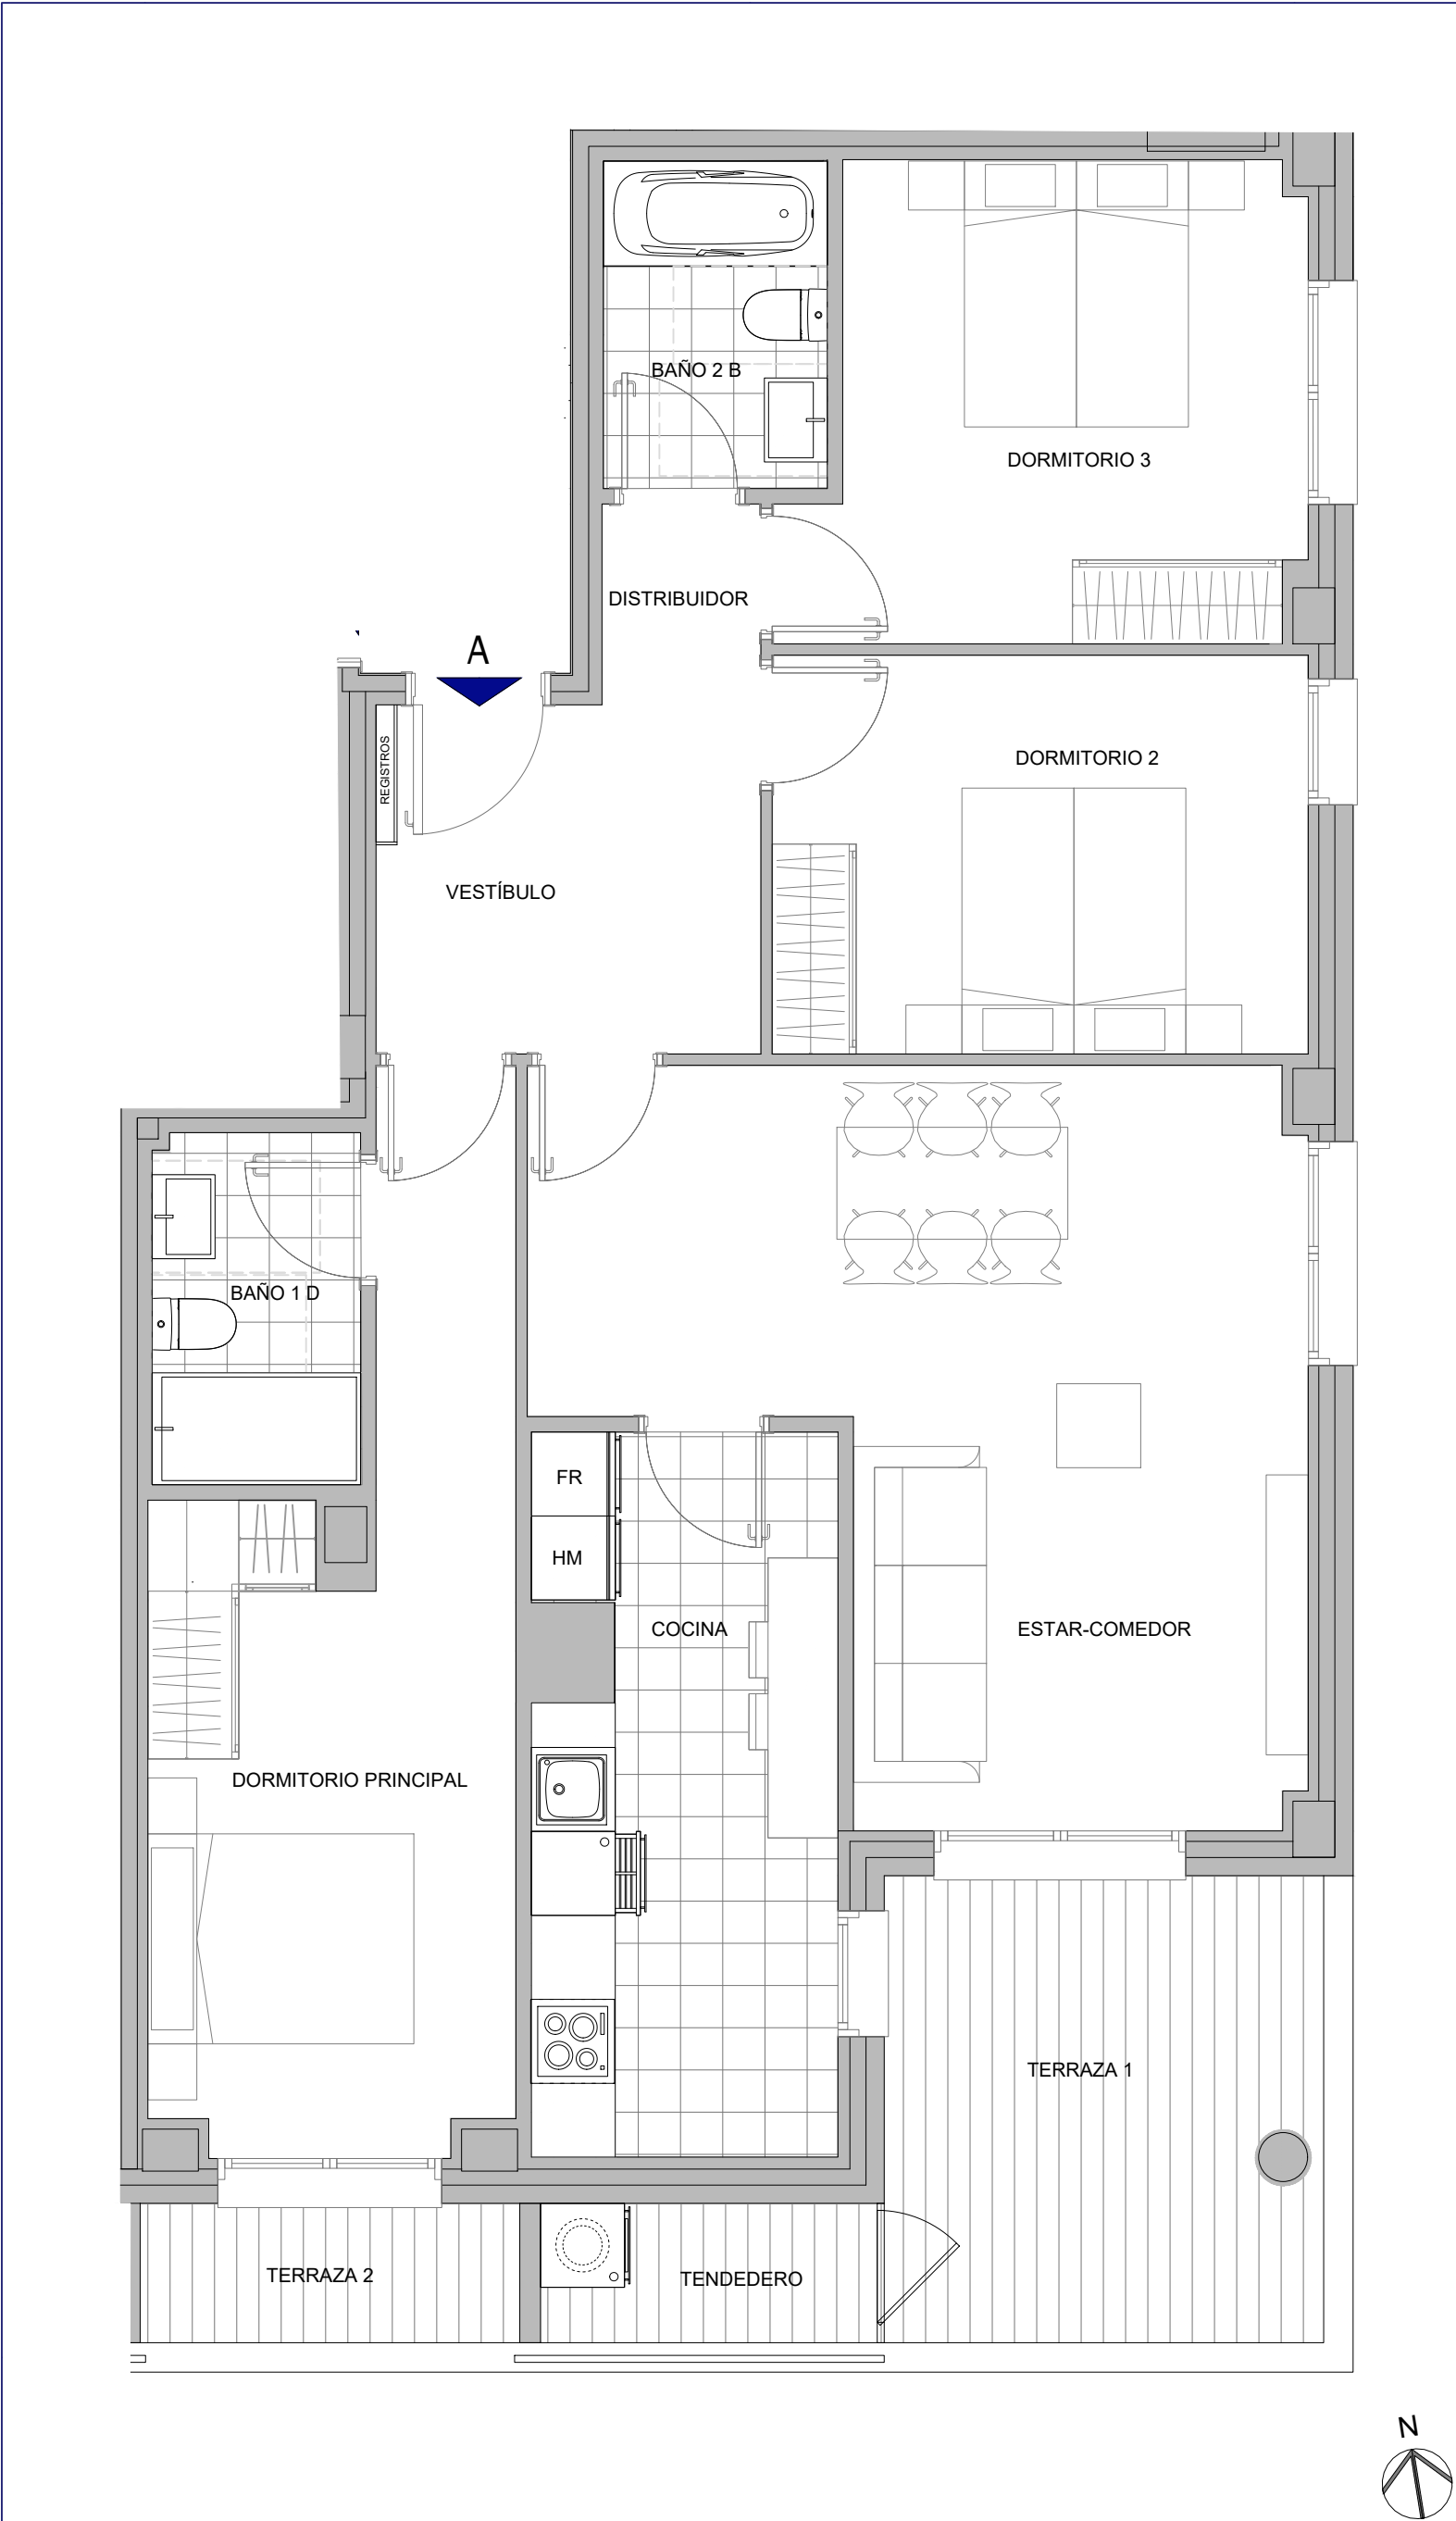 BAÑO 2 B
DORMITORIO 3
DISTRIBUIDOR
A
REGISTROS
DORMITORIO 2
VESTÍBULO
BAÑO 1 D
FR
HM
COCINA
ESTAR-COMEDOR
DORMITORIO PRINCIPAL
TERRAZA 1
TERRAZA 2
TENDEDERO
N